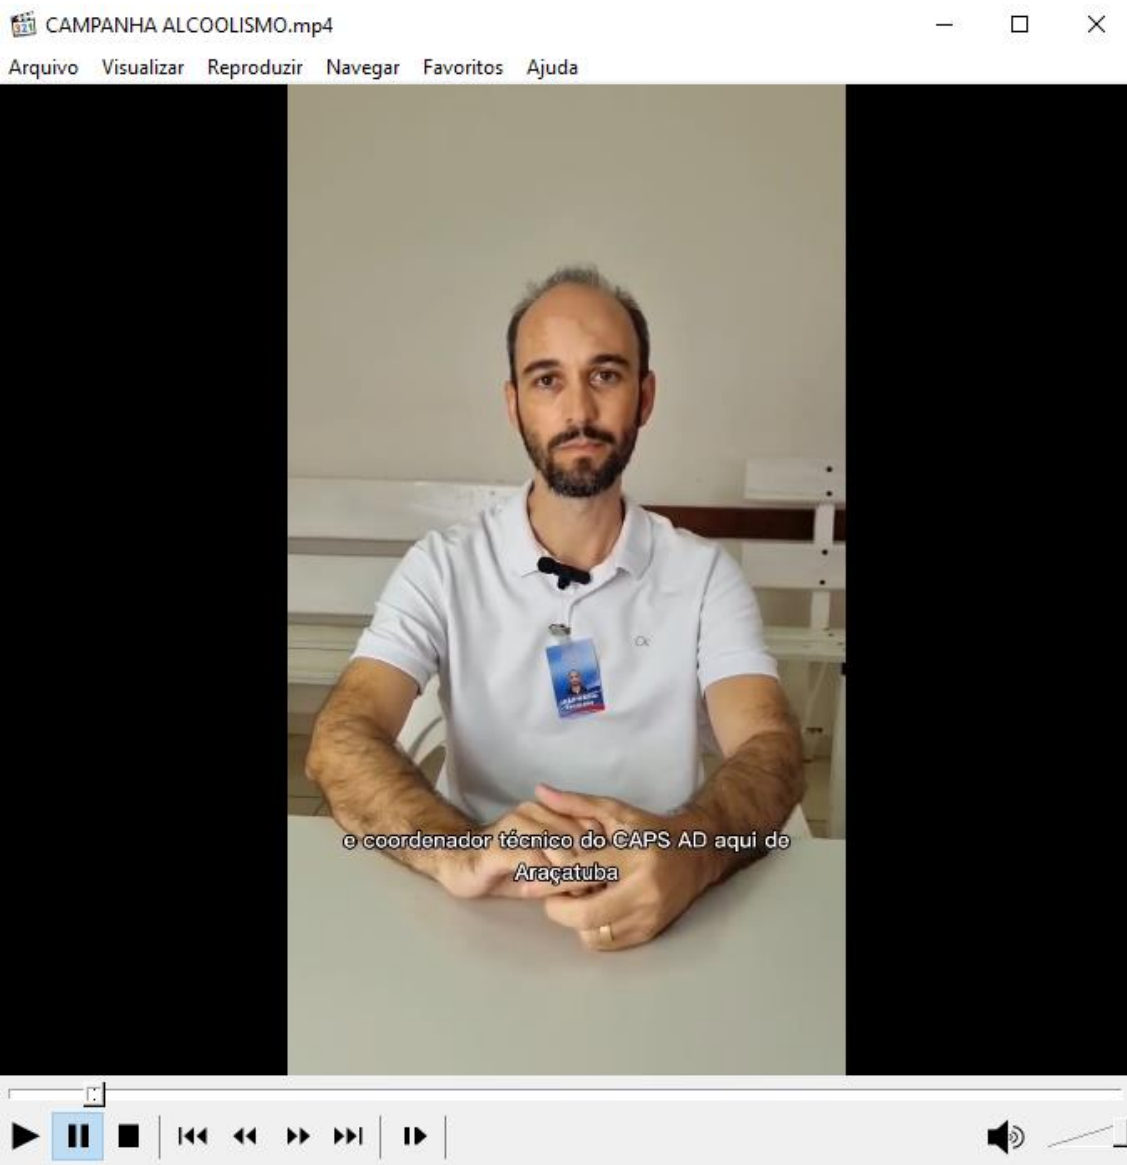 CAMPANHA ALCOOLISMO.mp4
Arquivo Visualizar Reproduzir Navegar Favoritos Ajuda
e coordenador técnico do CAPS AD aqui de
Araçatuba